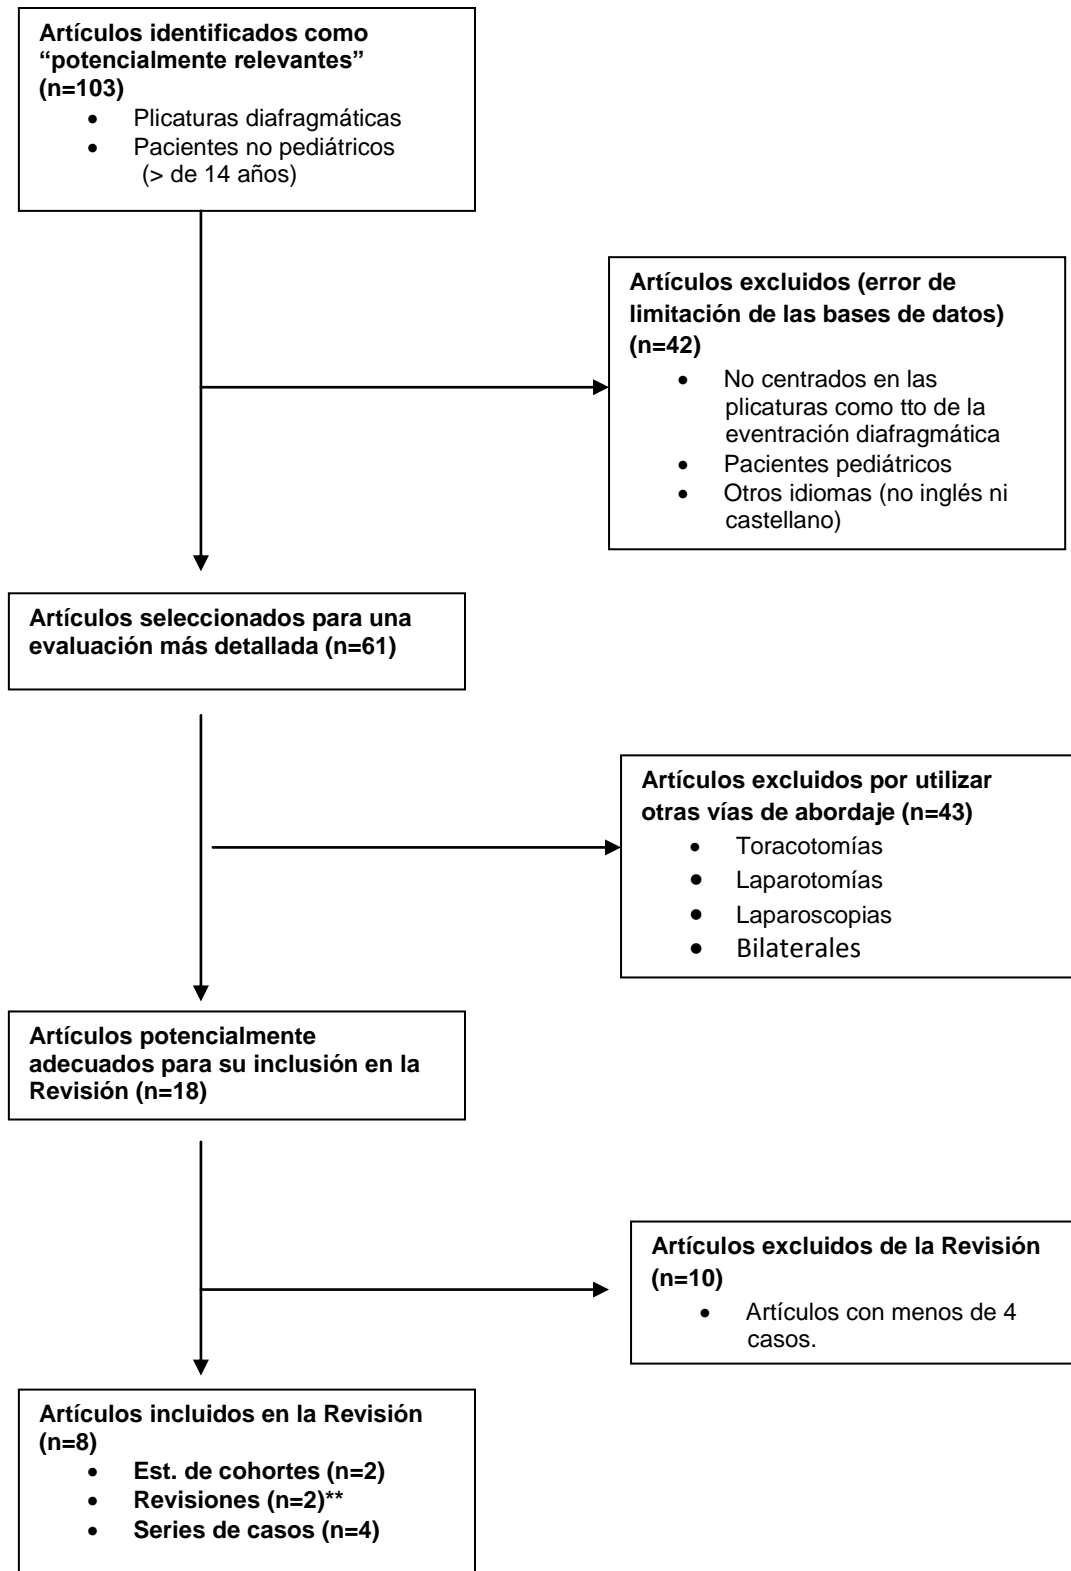 Artículos identificados como
“potencialmente relevantes”
(n=103)
• Plicaturas diafragmáticas
• Pacientes no pediátricos
(> de 14 años)
Artículos excluidos (error de
limitación de las bases de datos)
(n=42)
• No centrados en las
plicaturas como tto de la
eventración diafragmática
• Pacientes pediátricos
• Otros idiomas (no inglés ni
castellano)
Artículos seleccionados para una
evaluación más detallada (n=61)
Artículos excluidos por utilizar
otras vías de abordaje (n=43)
• Toracotomías
• Laparotomías
• Laparoscopias
• Bilaterales
Artículos potencialmente
adecuados para su inclusión en la
Revisión (n=18)
Artículos excluidos de la Revisión
(n=10)
• Artículos con menos de 4
casos.
Artículos incluidos en la Revisión
(n=8)
• Est. de cohortes (n=2)
• Revisiones (n=2)**
• Series de casos (n=4)